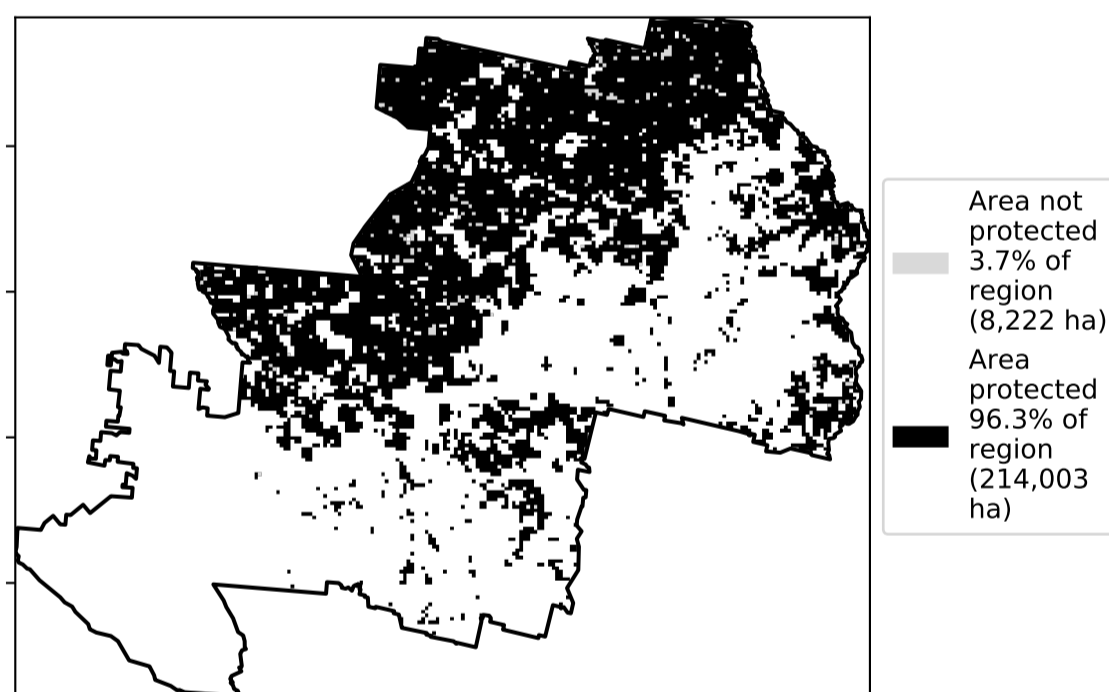 Area not
protected
3.7% of
region
(8,222 ha)
Area
protected
96.3% of
region
(214,003
ha)